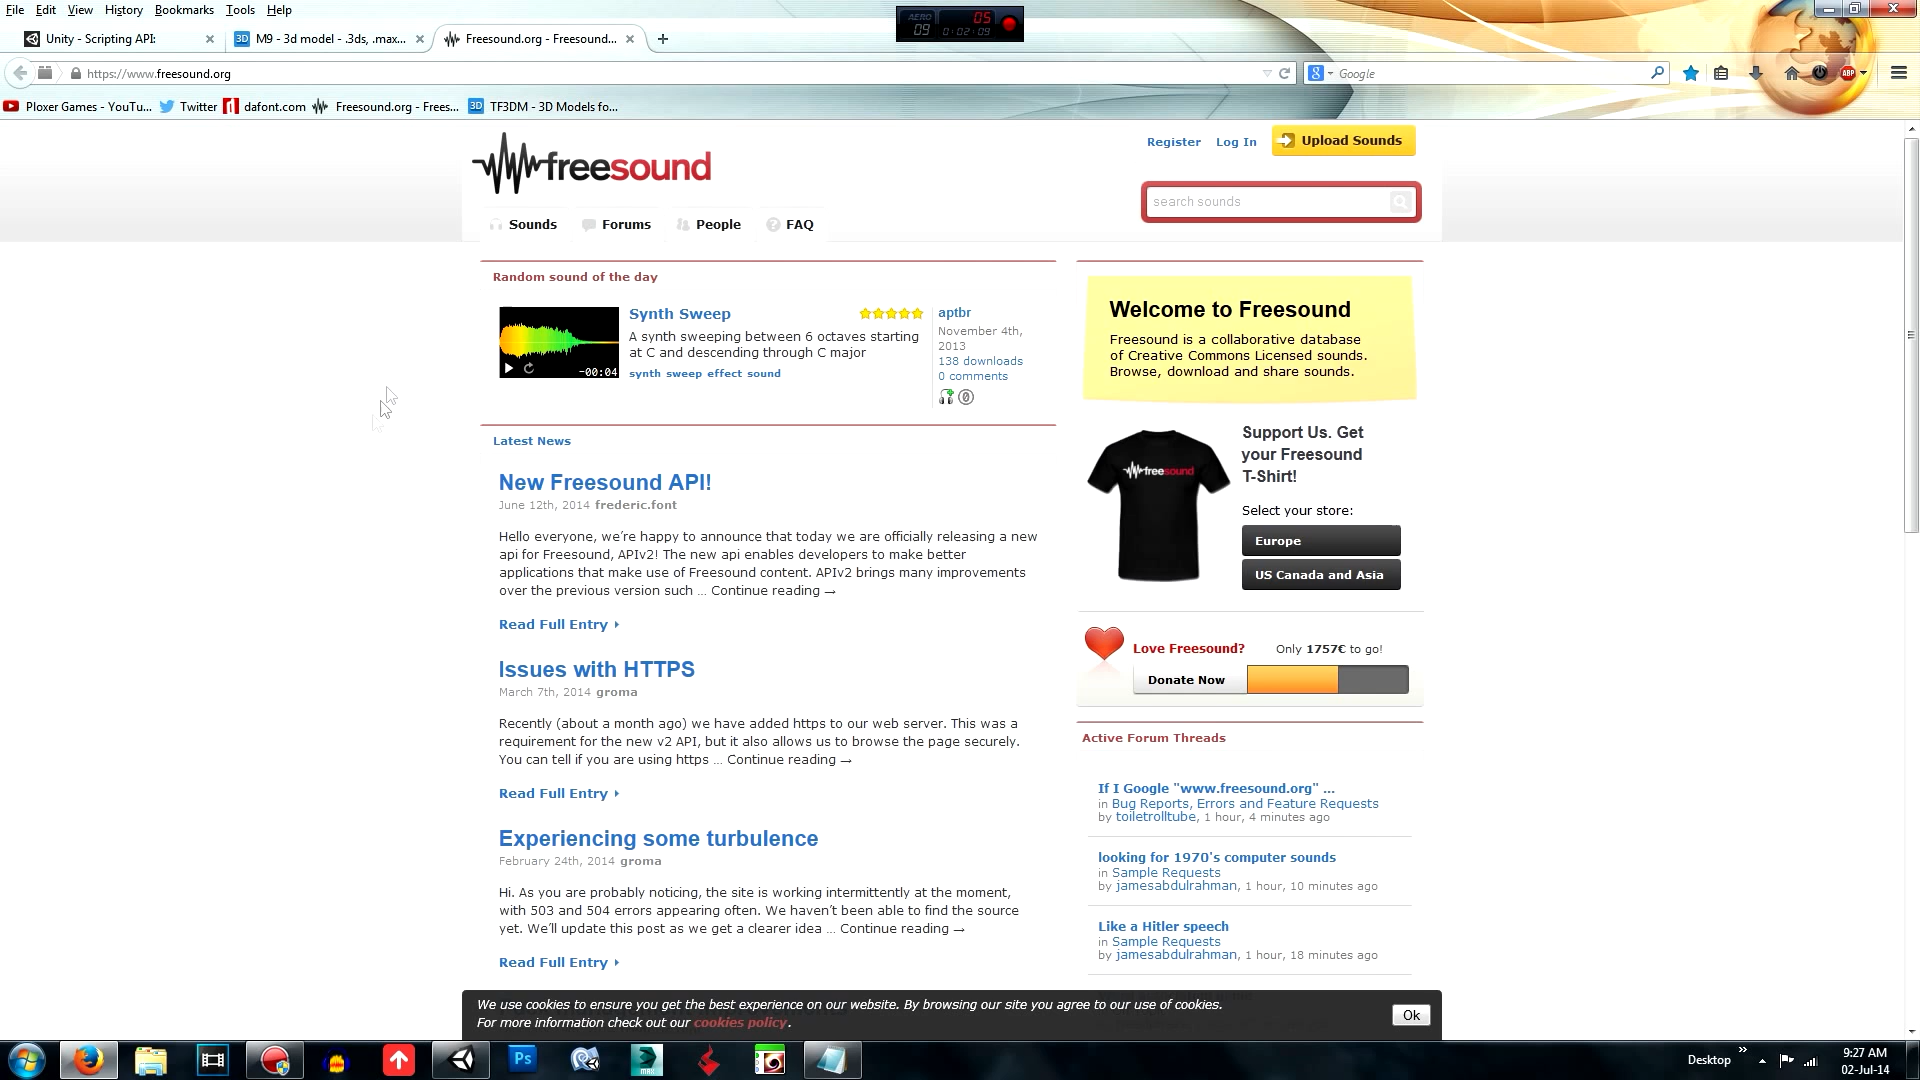 File Edit View History Bookmarks Tools Help
AERO 09 05 0:02:09
Unity - Scripting API:
M9 - 3d model - .3ds, .max...
Freesound.org - Freesound...
https://www.freesound.org
Google
Ploxer Games - YouTu... Twitter dafont.com Freesound.org - Frees... TF3DM - 3D Models fo...
freesound
Register Log In Upload Sounds
search sounds
Sounds Forums People FAQ
Random sound of the day
-00:04
Synth Sweep
A synth sweeping between 6 octaves starting
at C and descending through C major
synth sweep effect sound
aptbr
November 4th,
2013
138 downloads
0 comments
Latest News
New Freesound API!
June 12th, 2014 frederic.font
Hello everyone, we're happy to announce that today we are officially releasing a new
api for Freesound, APIv2! The new api enables developers to make better
applications that make use of Freesound content. APIv2 brings many improvements
over the previous version such ... Continue reading →
Read Full Entry
Issues with HTTPS
March 7th, 2014 groma
Recently (about a month ago) we have added https to our web server. This was a
requirement for the new v2 API, but it also allows us to browse the page securely.
You can tell if you are using https ... Continue reading →
Read Full Entry
Experiencing some turbulence
February 24th, 2014 groma
Hi. As you are probably noticing, the site is working intermittently at the moment,
with 503 and 504 errors appearing often. We haven't been able to find the source
yet. We'll update this post as we get a clearer idea ... Continue reading →
Read Full Entry
Welcome to Freesound
Freesound is a collaborative database
of Creative Commons Licensed sounds.
Browse, download and share sounds.
freesound
Support Us. Get
your Freesound
T-Shirt!
Select your store:
Europe
US Canada and Asia
Love Freesound? Only 1757€ to go!
Donate Now
Active Forum Threads
If I Google "www.freesound.org" ...
in Bug Reports, Errors and Feature Requests
by toiletrolltube, 1 hour, 4 minutes ago
looking for 1970's computer sounds
in Sample Requests
by jamesabdulrahman, 1 hour, 10 minutes ago
Like a Hitler speech
in Sample Requests
by jamesabdulrahman, 1 hour, 18 minutes ago
We use cookies to ensure you get the best experience on our website. By browsing our site you agree to our use of cookies.
For more information check out our cookies policy.
Ok
Ps
MAX
Desktop
9:27 AM
02-Jul-14